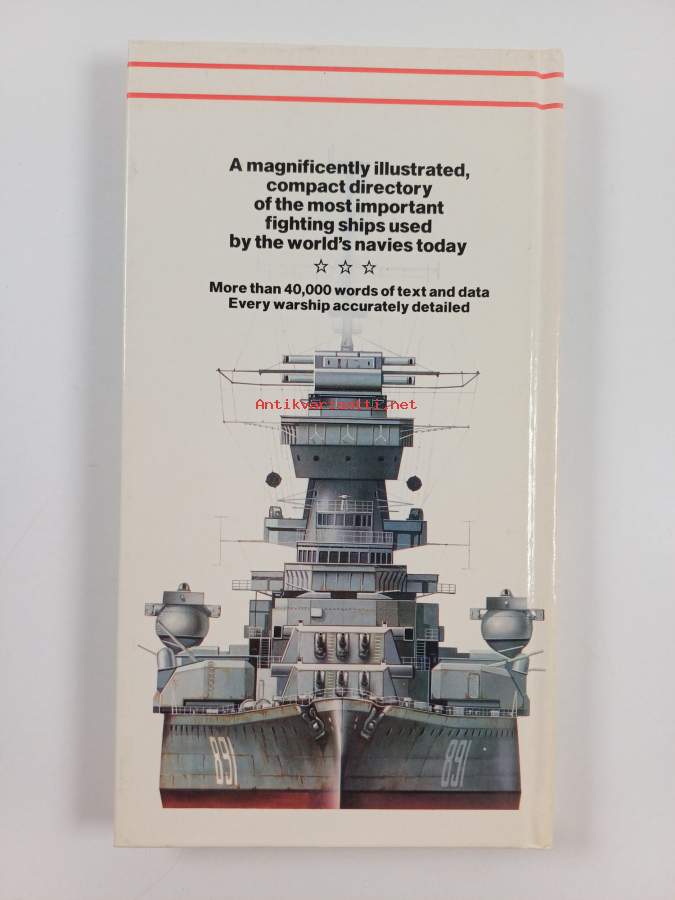 A magnificently illustrated,
compact directory
of the most important
fighting ships used
by the world's navies today
☆ ☆ ☆
More than 40,000 words of text and data
Every warship accurately detailed
Antikvariaatti.net
891
891